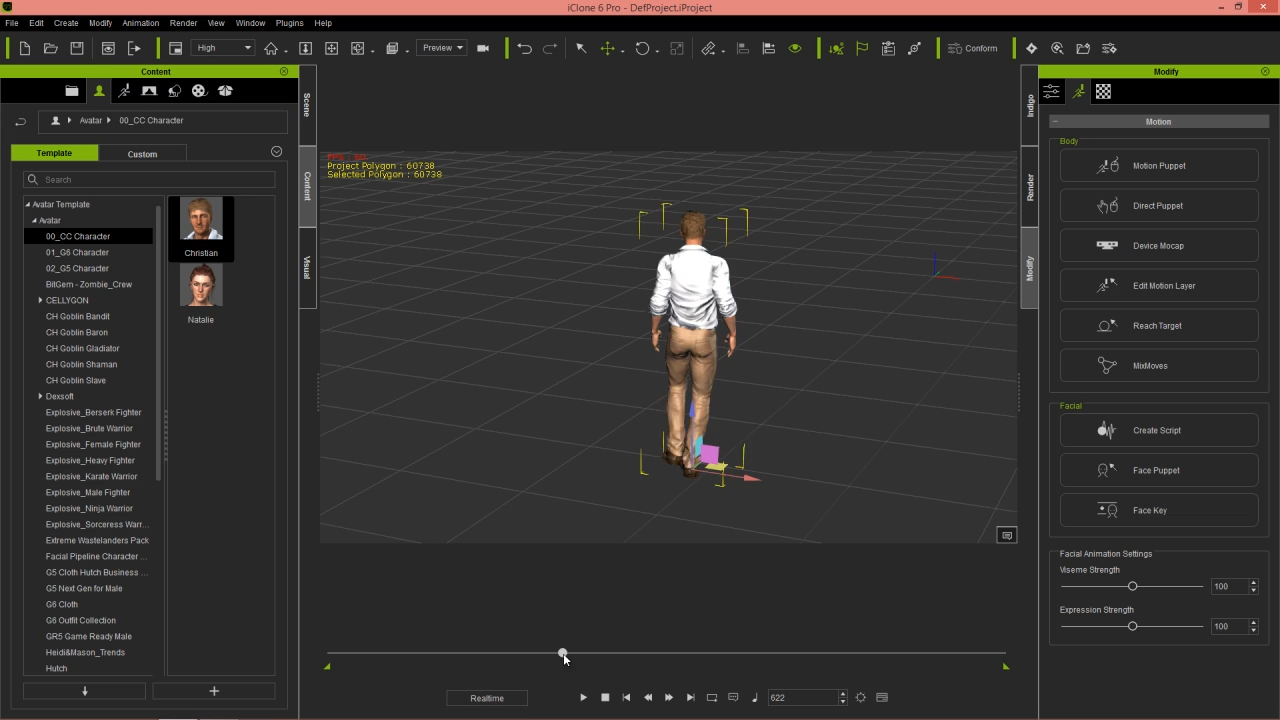 iClone 6 Pro - DefProject.iProject
File Edit Create Modify Animation Render View Window Plugins Help
High
Preview
Conform
Content
Avatar
00_CC Character
Template
Custom
Search
Avatar Template
Avatar
00_CC Character
01_G6 Character
02_G5 Character
BitGem - Zombie_Crew
CELLYGON
CH Goblin Bandit
CH Goblin Baron
CH Goblin Gladiator
CH Goblin Shaman
CH Goblin Slave
Dexsoft
Explosive_Berserk Fighter
Explosive_Brute Warrior
Explosive_Female Fighter
Explosive_Heavy Fighter
Explosive_Karate Warrior
Explosive_Male Fighter
Explosive_Ninja Warrior
Explosive_Sorceress Warr...
Extreme Wastelanders Pack
Facial Pipeline Character ...
G5 Cloth Hutch Business ...
G5 Next Gen for Male
G6 Cloth
G6 Outfit Collection
GR5 Game Ready Male
Heidi&Mason_Trends
Hutch
Christian
Natalie
Scene
Content
Visual
Project Polygon : 60738
Selected Polygon : 60738
Realtime
622
Indigo
Render
Modify
Modify
Motion
Body
Motion Puppet
Direct Puppet
Device Mocap
Edit Motion Layer
Reach Target
MixMoves
Facial
Create Script
Face Puppet
Face Key
Facial Animation Settings
Viseme Strength
100
Expression Strength
100